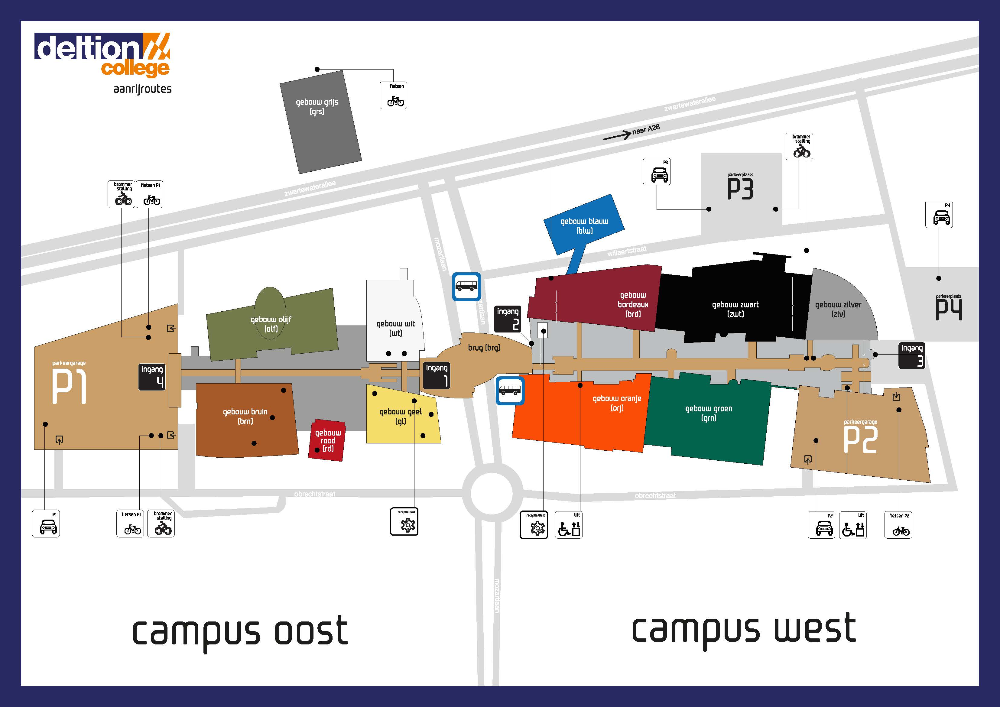 deltion
college
aanrijroutes
fietsen
gebouw grijs
(grs)
zwartewaterallee
naar A28
brommer
stalling
P3
parkeerplaats
P3
zwartewaterallee
brommer
stalling
fietsen P1
P4
gebouw blauw
(blw)
mozartlaan
willaertstraat
gebouw olijf
(olf)
gebouw wit
(wt)
ingang
2
mozartlaan
gebouw
bordeaux
(brd)
gebouw zwart
(zwt)
gebouw zilver
(zlv)
parkeerplaats
P4
brug (brg)
ingang
3
parkeergarage
P1
ingang
4
ingang
1
gebouw bruin
(brn)
gebouw
rood
(rd)
gebouw geel
(gl)
gebouw oranje
(orj)
gebouw groen
(grn)
parkeergarage
P2
obrechtstraat
obrechtstraat
P1
fietsen P1
brommer
stalling
receptie Oost
receptie West
lift
P2
lift
fietsen P2
mozartlaan
campus oost
campus west